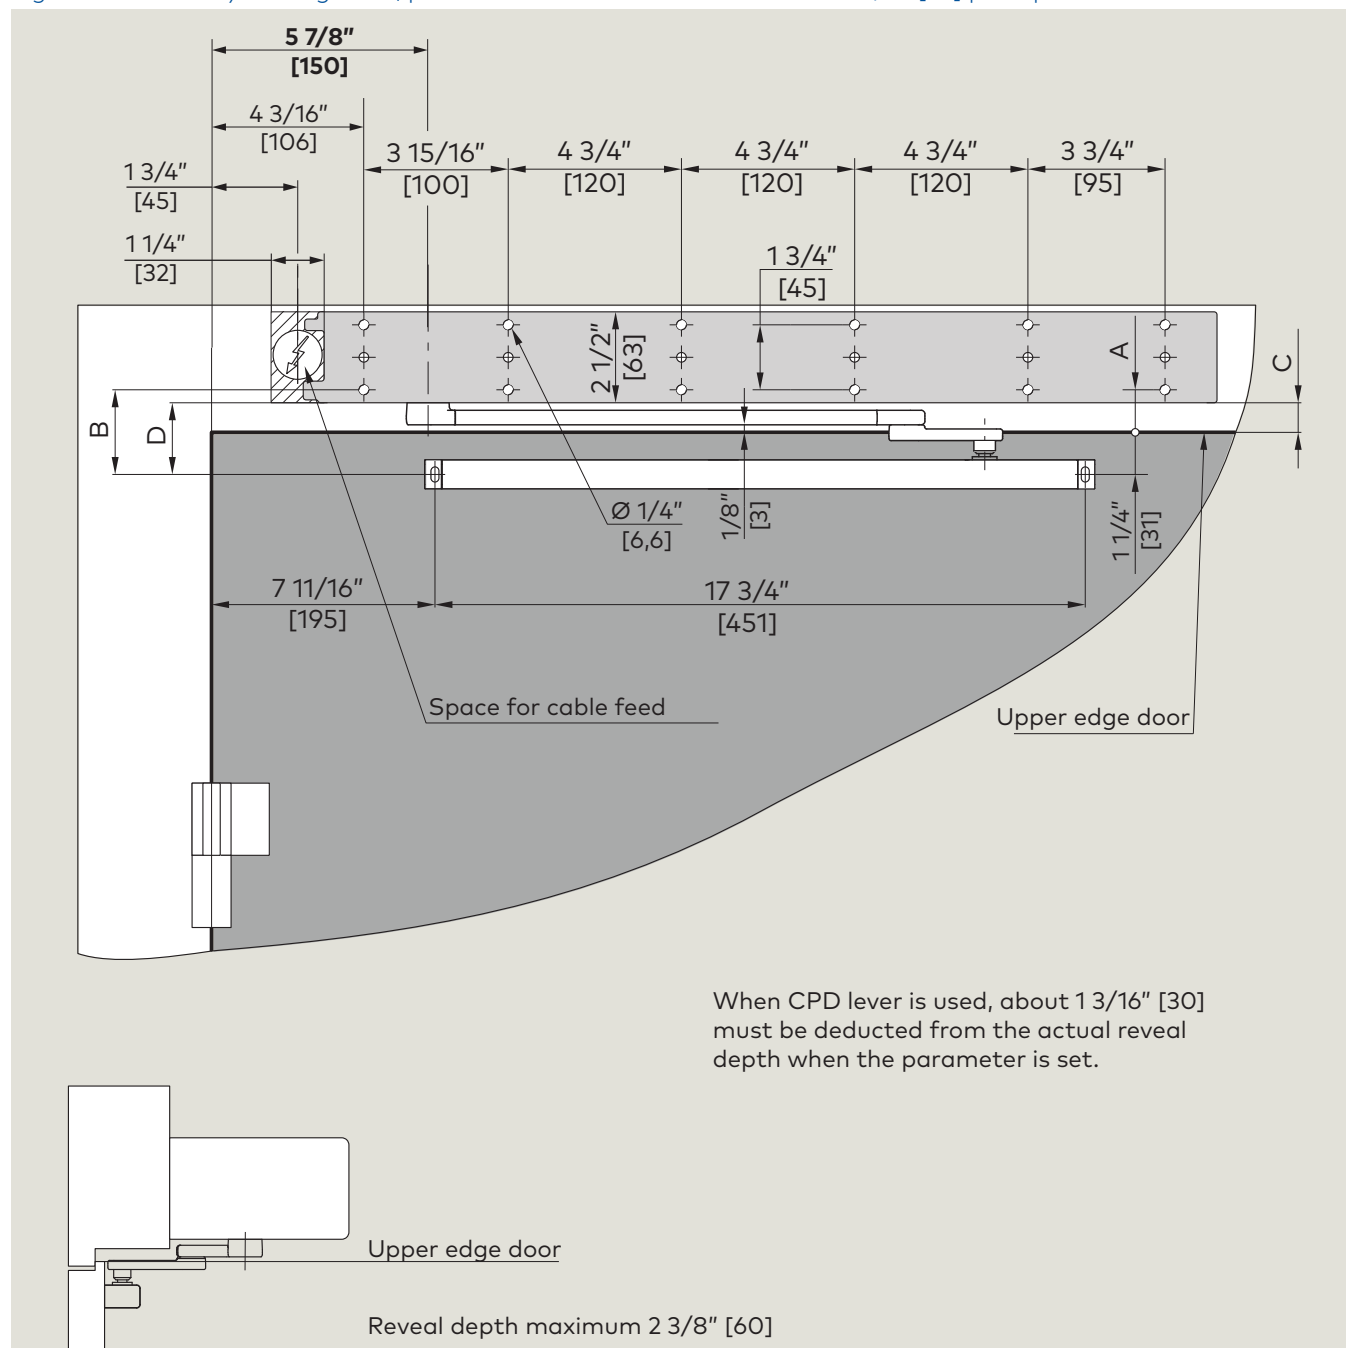 5 7/8”
[150]
4 3/16”
[106]
3 15/16”
[100]
4 3/4”
[120]
4 3/4”
[120]
4 3/4”
[120]
3 3/4”
[95]
1 3/4”
[45]
1 1/4”
[32]
1 3/4”
[45]
2 1/2”
[63]
A
C
B
D
Ø 1/4”
[6,6]
1/8”
[3]
1 1/4”
[31]
7 11/16”
[195]
17 3/4”
[451]
Space for cable feed
Upper edge door
When CPD lever is used, about 1 3/16” [30]
must be deducted from the actual reveal
depth when the parameter is set.
Upper edge door
Reveal depth maximum 2 3/8” [60]